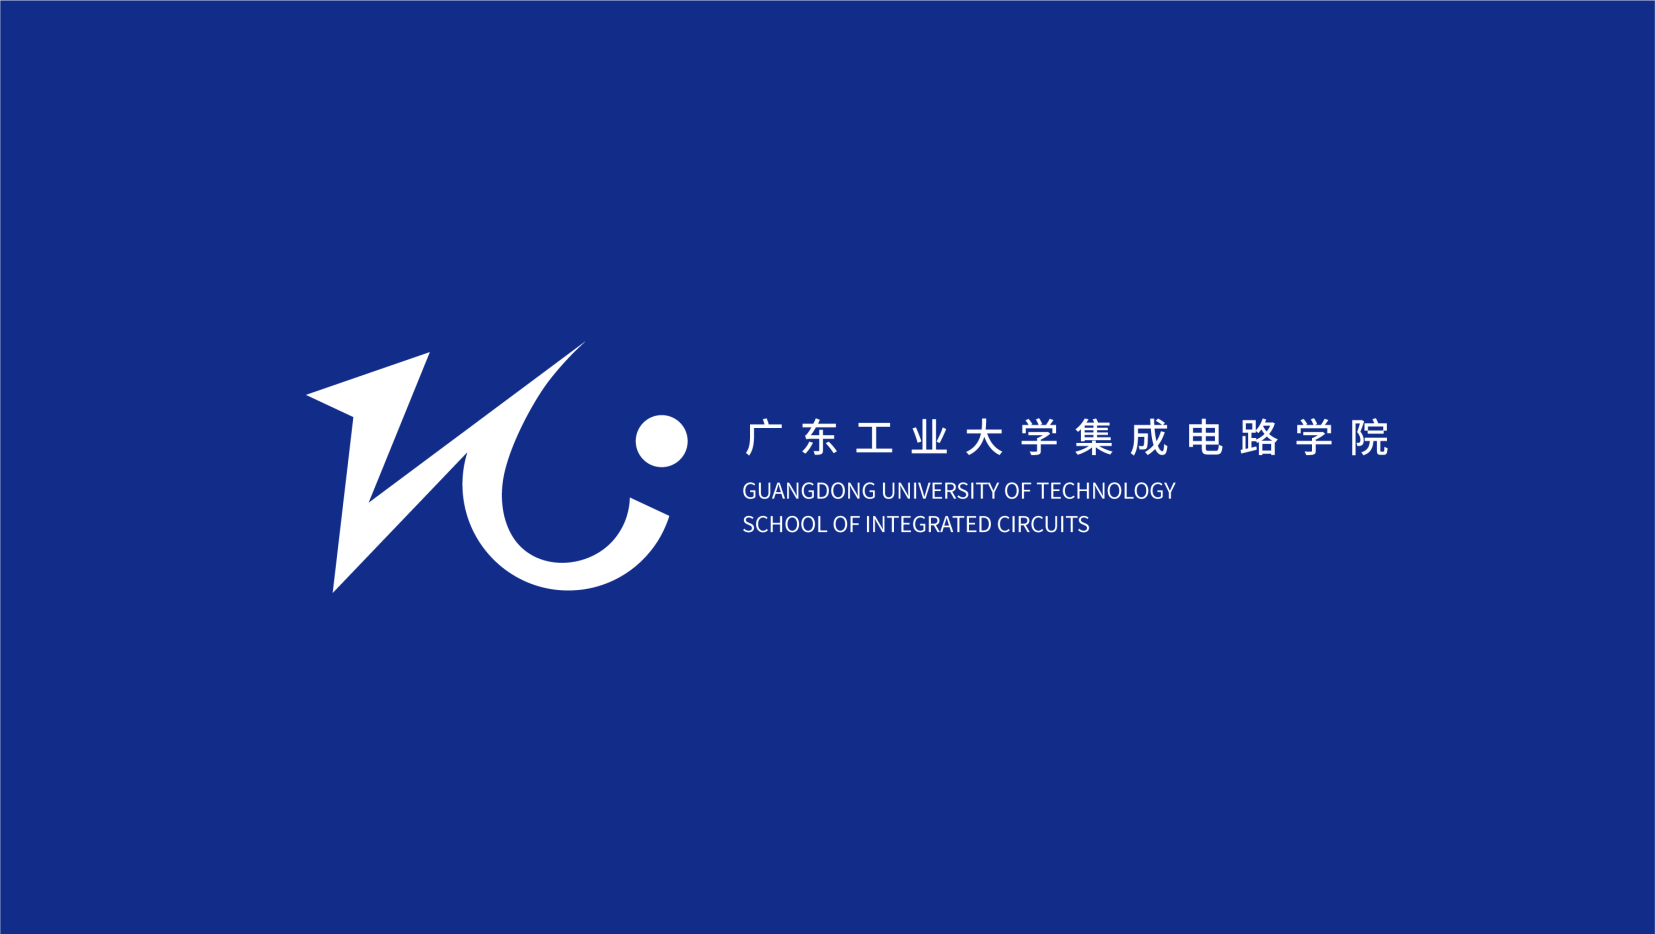 广东工业大学集成电路学院
GUANGDONG UNIVERSITY OF TECHNOLOGY
SCHOOL OF INTEGRATED CIRCUITS